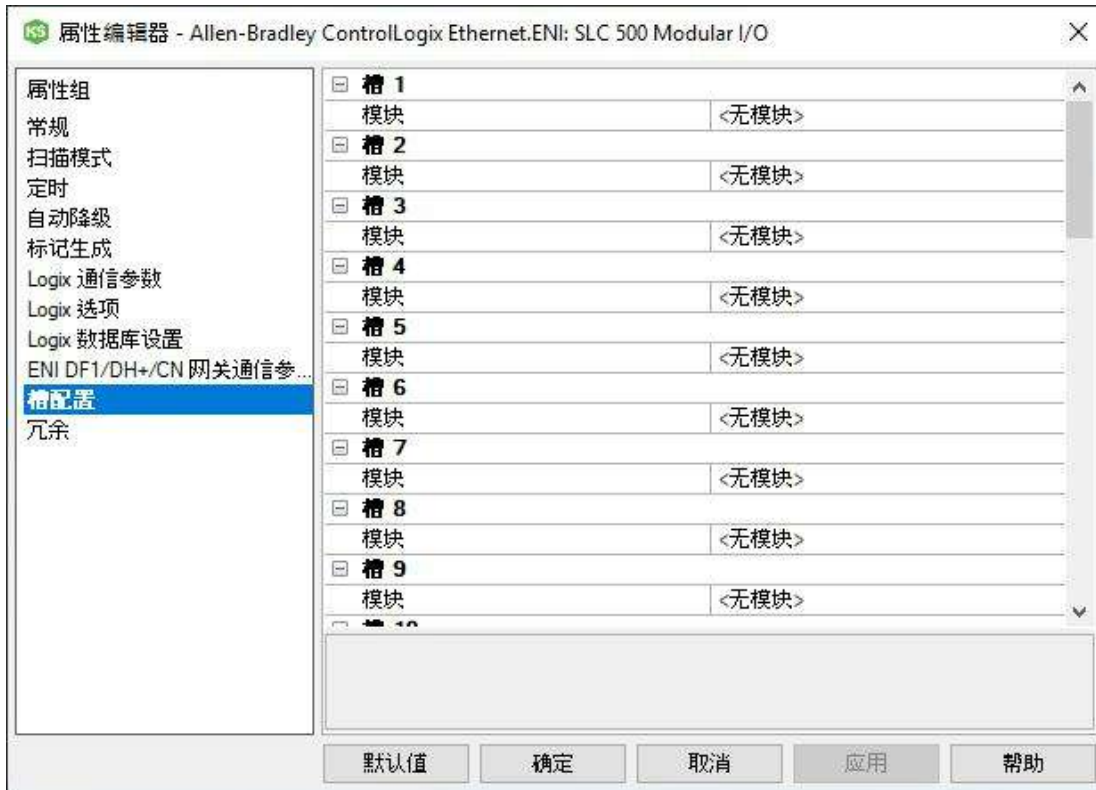 属性编辑器 - Allen-Bradley ControlLogix Ethernet.ENI: SLC 500 Modular I/O
属性组
常规
扫描模式
定时
自动降级
标记生成
Logix 通信参数
Logix 选项
Logix 数据库设置
ENI DF1/DH+/CN 网关通信参...
槽配置
冗余
槽 1
模块 <无模块>
槽 2
模块 <无模块>
槽 3
模块 <无模块>
槽 4
模块 <无模块>
槽 5
模块 <无模块>
槽 6
模块 <无模块>
槽 7
模块 <无模块>
槽 8
模块 <无模块>
槽 9
模块 <无模块>
槽 10
默认值 确定 取消 应用 帮助